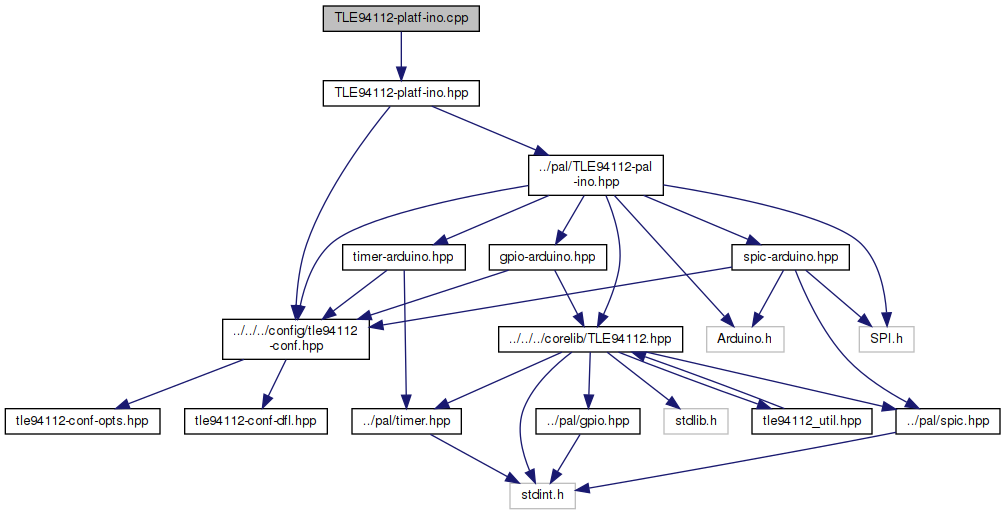 TLE94112-platf-ino.cpp
TLE94112-platf-ino.hpp
../pal/TLE94112-pal
-ino.hpp
timer-arduino.hpp
gpio-arduino.hpp
spic-arduino.hpp
../../../config/tle94112
-conf.hpp
../../../corelib/TLE94112.hpp
Arduino.h
SPI.h
tle94112-conf-opts.hpp
tle94112-conf-dfl.hpp
../pal/timer.hpp
../pal/gpio.hpp
stdlib.h
tle94112_util.hpp
../pal/spic.hpp
stdint.h